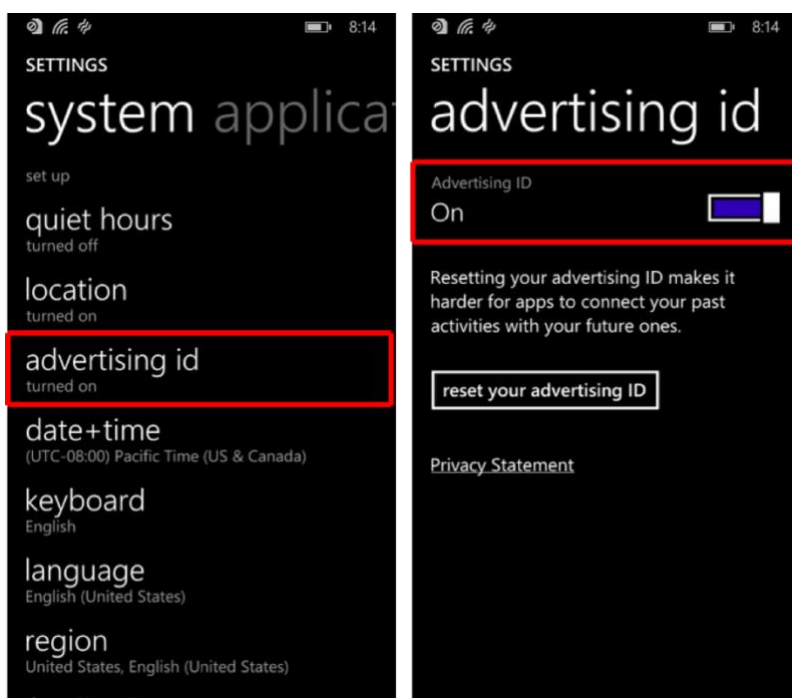 8:14
SETTINGS
system applica
set up
quiet hours
turned off
location
turned on
advertising id
turned on
date+time
(UTC-08:00) Pacific Time (US & Canada)
keyboard
English
language
English (United States)
region
United States, English (United States)
8:14
SETTINGS
advertising id
Advertising ID
On
Resetting your advertising ID makes it
harder for apps to connect your past
activities with your future ones.
reset your advertising ID
Privacy Statement